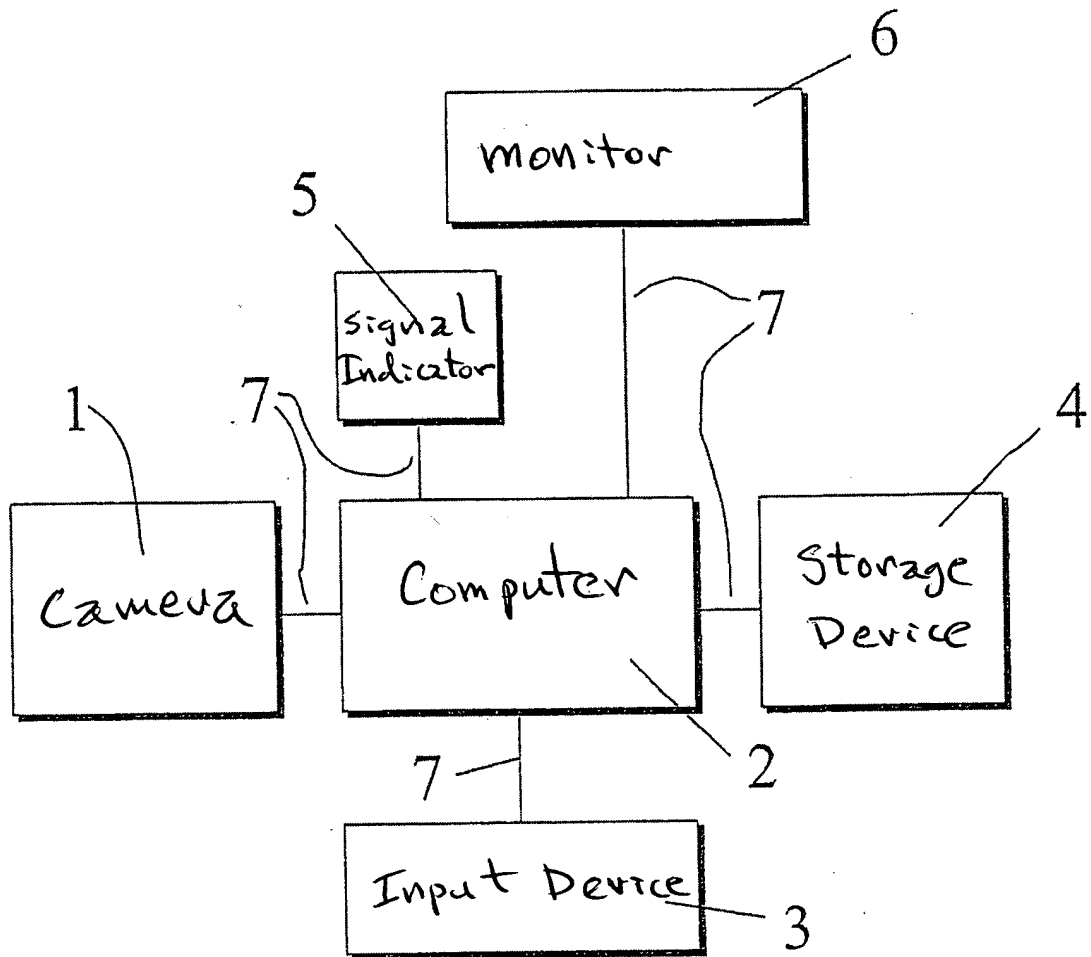 6
monitor
5
signal
Indicator
7
7
1
4
Camera
Computer
Storage
Device
7
2
Input Device
3